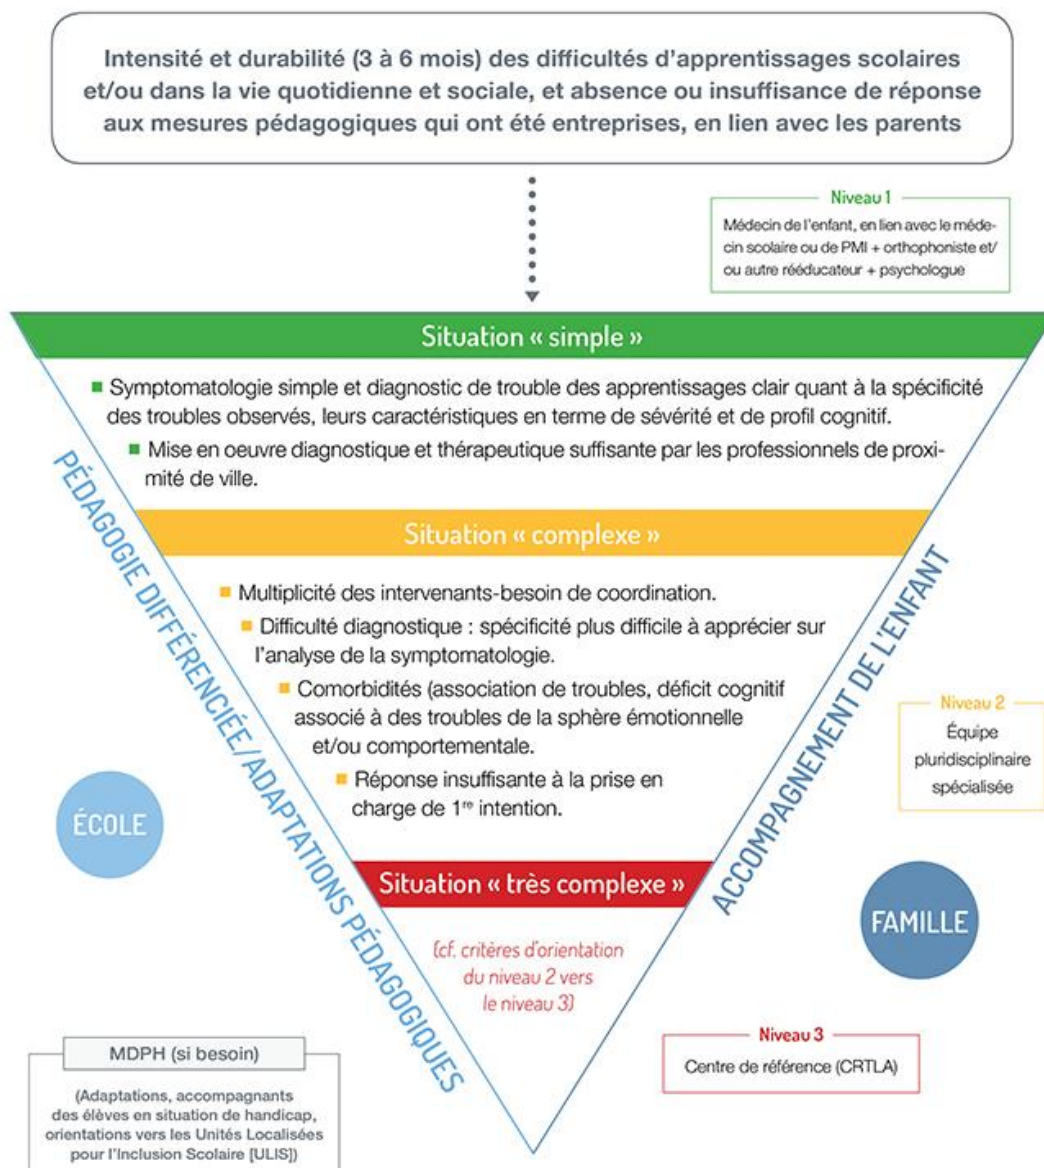 Intensité et durabilité (3 à 6 mois) des difficultés d'apprentissages scolaires
et/ou dans la vie quotidienne et sociale, et absence ou insuffisance de réponse
aux mesures pédagogiques qui ont été entreprises, en lien avec les parents
Niveau 1
Médecin de l'enfant, en lien avec le méde-
cin scolaire ou de PMI + orthophoniste et/
ou autre rééducateur + psychologue
Situation « simple »
■ Symptomatologie simple et diagnostic de trouble des apprentissages clair quant à la spécificité
des troubles observés, leurs caractéristiques en terme de sévérité et de profil cognitif.
■ Mise en oeuvre diagnostique et thérapeutique suffisante par les professionnels de proxi-
mité de ville.
Situation « complexe »
■ Multiplicité des intervenants-besoin de coordination.
■ Difficulté diagnostique : spécificité plus difficile à apprécier sur
l'analyse de la symptomatologie.
■ Comorbidités (association de troubles, déficit cognitif
associé à des troubles de la sphère émotionnelle
et/ou comportementale.
■ Réponse insuffisante à la prise en
charge de 1re intention.
Situation « très complexe »
(cf. critères d'orientation
du niveau 2 vers
le niveau 3)
PÉDAGOGIE DIFFÉRENCIÉE/ADAPTATIONS PÉDAGOGIQUES
ACCOMPAGNEMENT DE L'ENFANT
Niveau 2
Équipe
pluridisciplinaire
spécialisée
ÉCOLE
FAMILLE
Niveau 3
Centre de référence (CRTLA)
MDPH (si besoin)
(Adaptations, accompagnants
des élèves en situation de handicap,
orientations vers les Unités Localisées
pour l'Inclusion Scolaire [ULIS])